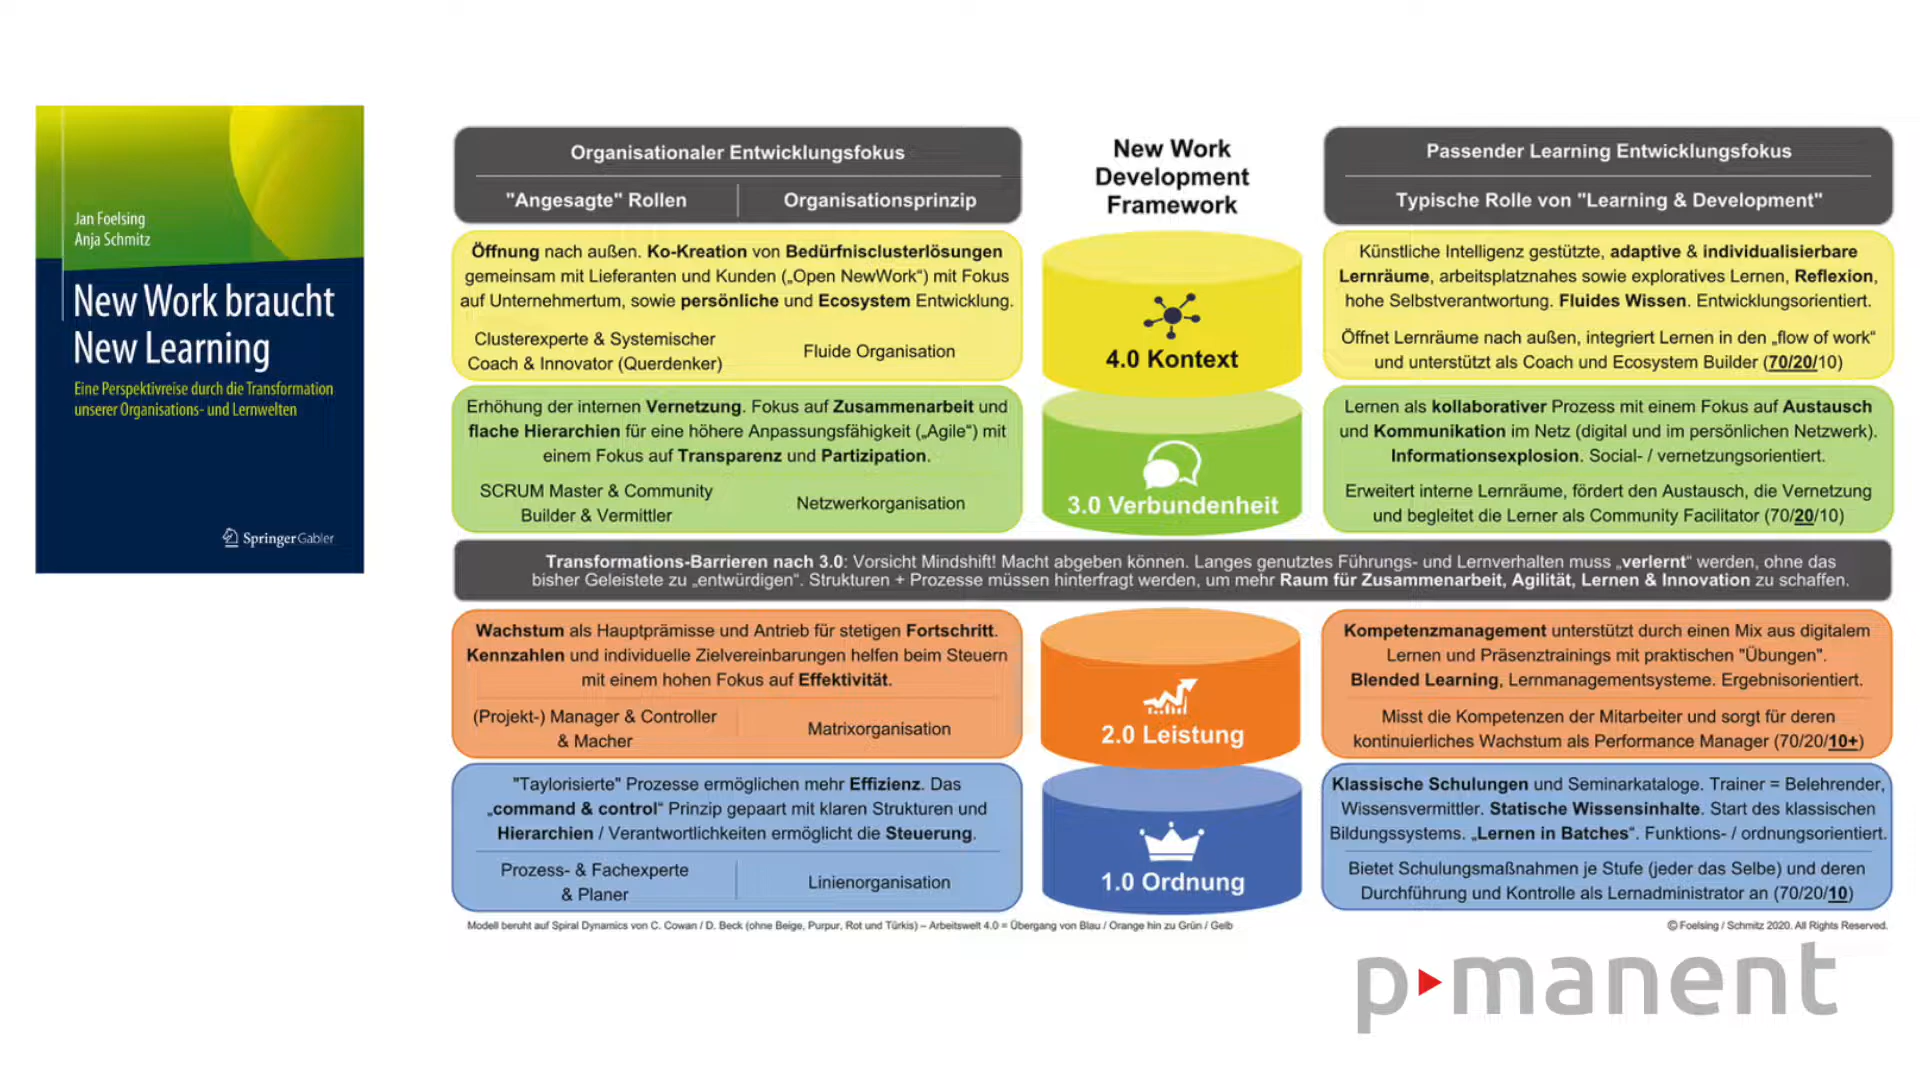 Jan Foelsing
Anja Schmitz
New Work braucht
New Learning
Eine Perspektivreise durch die Transformation
unserer Organisations- und Lernwelten
Springer Gabler
Organisationaler Entwicklungsfokus
"Angesagte" Rollen
Organisationsprinzip
New Work
Development
Framework
Passender Learning Entwicklungsfokus
Typische Rolle von "Learning & Development"
Öffnung nach außen. Ko-Kreation von Bedürfnisclusterlösungen
gemeinsam mit Lieferanten und Kunden („Open NewWork“) mit Fokus
auf Unternehmertum, sowie persönliche und Ecosystem Entwicklung.
Clusterexperte & Systemischer
Coach & Innovator (Querdenker)
Fluide Organisation
4.0 Kontext
Künstliche Intelligenz gestützte, adaptive & individualisierbare
Lernräume, arbeitsplatznahes sowie exploratives Lernen, Reflexion,
hohe Selbstverantwortung. Fluides Wissen. Entwicklungsorientiert.
Öffnet Lernräume nach außen, integriert Lernen in den „flow of work“
und unterstützt als Coach und Ecosystem Builder (70/20/10)
Erhöhung der internen Vernetzung. Fokus auf Zusammenarbeit und
flache Hierarchien für eine höhere Anpassungsfähigkeit („Agile“) mit
einem Fokus auf Transparenz und Partizipation.
SCRUM Master & Community
Builder & Vermittler
Netzwerkorganisation
3.0 Verbundenheit
Lernen als kollaborativer Prozess mit einem Fokus auf Austausch
und Kommunikation im Netz (digital und im persönlichen Netzwerk).
Informationsexplosion. Social- / vernetzungsorientiert.
Erweitert interne Lernräume, fördert den Austausch, die Vernetzung
und begleitet die Lerner als Community Facilitator (70/20/10)
Transformations-Barrieren nach 3.0: Vorsicht Mindshift! Macht abgeben können. Langes genutztes Führungs- und Lernverhalten muss „verlernt“ werden, ohne das
bisher Geleistete zu „entwürdigen“. Strukturen + Prozesse müssen hinterfragt werden, um mehr Raum für Zusammenarbeit, Agilität, Lernen & Innovation zu schaffen.
Wachstum als Hauptprämisse und Antrieb für stetigen Fortschritt.
Kennzahlen und individuelle Zielvereinbarungen helfen beim Steuern
mit einem hohen Fokus auf Effektivität.
(Projekt-) Manager & Controller
& Macher
Matrixorganisation
2.0 Leistung
Kompetenzmanagement unterstützt durch einen Mix aus digitalem
Lernen und Präsenztrainings mit praktischen "Übungen".
Blended Learning, Lernmanagementsysteme. Ergebnisorientiert.
Misst die Kompetenzen der Mitarbeiter und sorgt für deren
kontinuierliches Wachstum als Performance Manager (70/20/10+)
"Taylorisierte" Prozesse ermöglichen mehr Effizienz. Das
„command & control“ Prinzip gepaart mit klaren Strukturen und
Hierarchien / Verantwortlichkeiten ermöglicht die Steuerung.
Prozess- & Fachexperte
& Planer
Linienorganisation
1.0 Ordnung
Klassische Schulungen und Seminarkataloge. Trainer = Belehrender,
Wissensvermittler. Statische Wissensinhalte. Start des klassischen
Bildungssystems. „Lernen in Batches“. Funktions- / ordnungsorientiert.
Bietet Schulungsmaßnahmen je Stufe (jeder das Selbe) und deren
Durchführung und Kontrolle als Lernadministrator an (70/20/10)
Modell beruht auf Spiral Dynamics von C. Cowan / D. Beck (ohne Beige, Purpur, Rot und Türkis) – Arbeitswelt 4.0 = Übergang von Blau / Orange hin zu Grün / Gelb
© Foelsing / Schmitz 2020. All Rights Reserved.
p manent